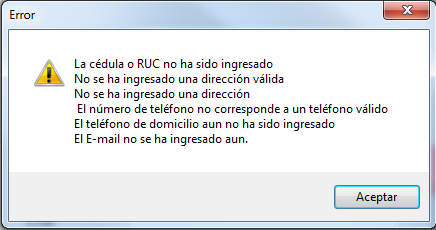 Error
La cédula o RUC no ha sido ingresado
No se ha ingresado una dirección válida
No se ha ingresado una dirección
El número de teléfono no corresponde a un teléfono válido
El teléfono de domicilio aun no ha sido ingresado
El E-mail no se ha ingresado aun.
Aceptar